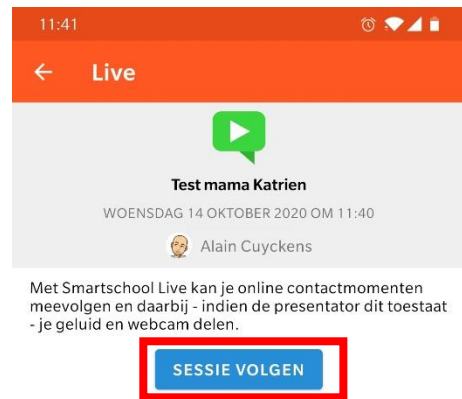 11:41
Live
Test mama Katrien
WOENSDAG 14 OKTOBER 2020 OM 11:40
Alain Cuyckens
Met Smartschool Live kan je online contactmomenten
meevolgen en daarbij - indien de presentator dit toestaat
- je geluid en webcam delen.
SESSIE VOLGEN